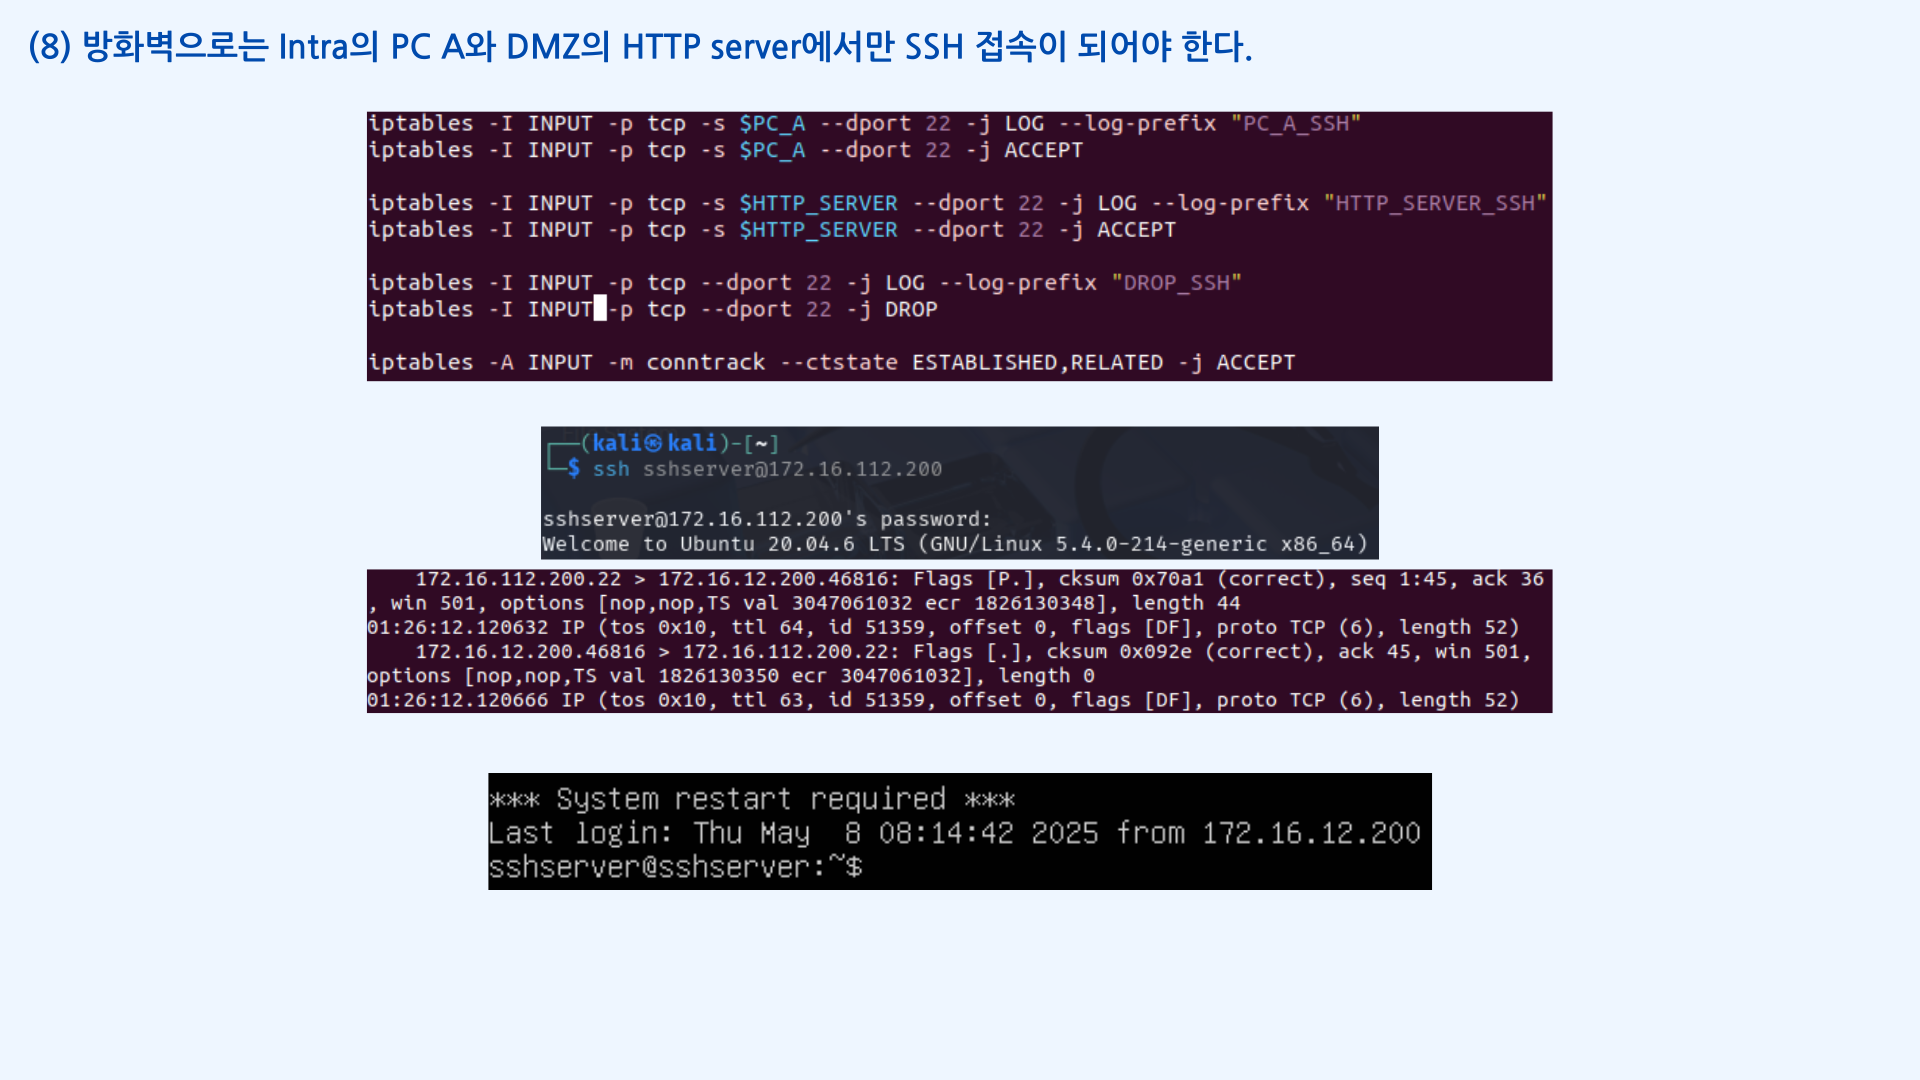 (8) 방화벽으로는 Intra의 PC A와 DMZ의 HTTP server에서만 SSH 접속이 되어야 한다.
iptables -I INPUT -p tcp -s $PC_A --dport 22 -j LOG --log-prefix "PC_A_SSH"
iptables -I INPUT -p tcp -s $PC_A --dport 22 -j ACCEPT
iptables -I INPUT -p tcp -s $HTTP_SERVER --dport 22 -j LOG --log-prefix "HTTP_SERVER_SSH"
iptables -I INPUT -p tcp -s $HTTP_SERVER --dport 22 -j ACCEPT
iptables -I INPUT -p tcp --dport 22 -j LOG --log-prefix "DROP_SSH"
iptables -I INPUT -p tcp --dport 22 -j DROP
iptables -A INPUT -m conntrack --ctstate ESTABLISHED,RELATED -j ACCEPT
┌──(kali㉿kali)-[~]
└─$ ssh sshserver@172.16.112.200
sshserver@172.16.112.200's password:
Welcome to Ubuntu 20.04.6 LTS (GNU/Linux 5.4.0-214-generic x86_64)
172.16.112.200.22 > 172.16.12.200.46816: Flags [P.], cksum 0x70a1 (correct), seq 1:45, ack 36
, win 501, options [nop,nop,TS val 3047061032 ecr 1826130348], length 44
01:26:12.120632 IP (tos 0x10, ttl 64, id 51359, offset 0, flags [DF], proto TCP (6), length 52)
172.16.12.200.46816 > 172.16.112.200.22: Flags [.], cksum 0x092e (correct), ack 45, win 501,
options [nop,nop,TS val 1826130350 ecr 3047061032], length 0
01:26:12.120666 IP (tos 0x10, ttl 63, id 51359, offset 0, flags [DF], proto TCP (6), length 52)
*** System restart required ***
Last login: Thu May  8 08:14:42 2025 from 172.16.12.200
sshserver@sshserver:~$